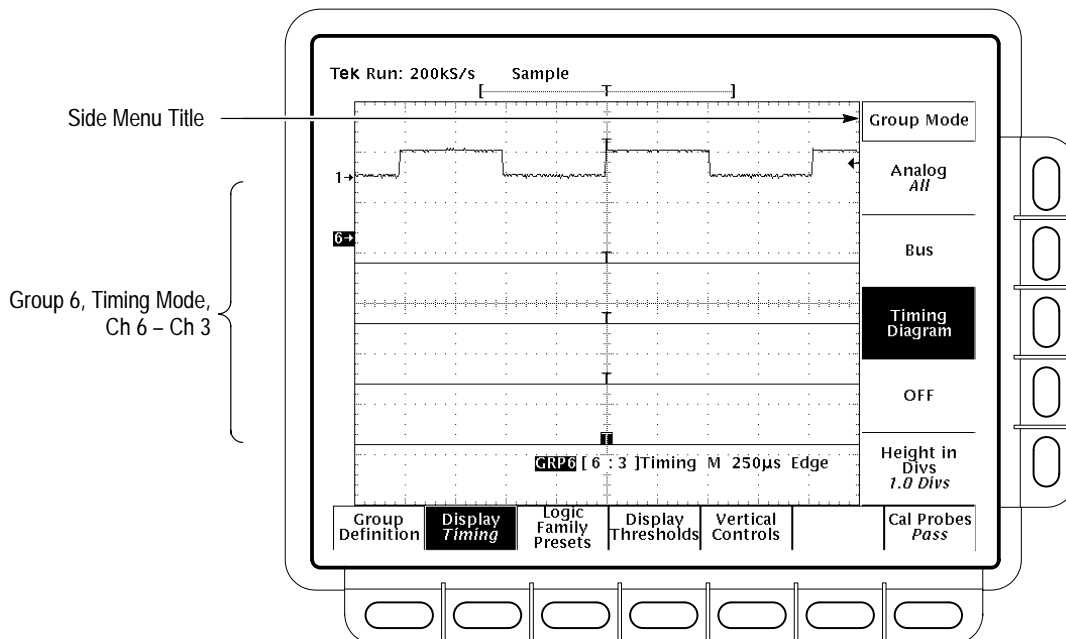 Tek Run: 200kS/s Sample
[ T ]
Side Menu Title
Group Mode
T
Analog
All
1→
6→
Bus
T
Group 6, Timing Mode,
Ch 6 – Ch 3
Timing
Diagram
T
T
OFF
T
GRP6 [ 6 : 3 ]Timing M 250µs Edge
Height in
Divs
1.0 Divs
Group
Definition
Display
Timing
Logic
Family
Presets
Display
Thresholds
Vertical
Controls
Cal Probes
Pass